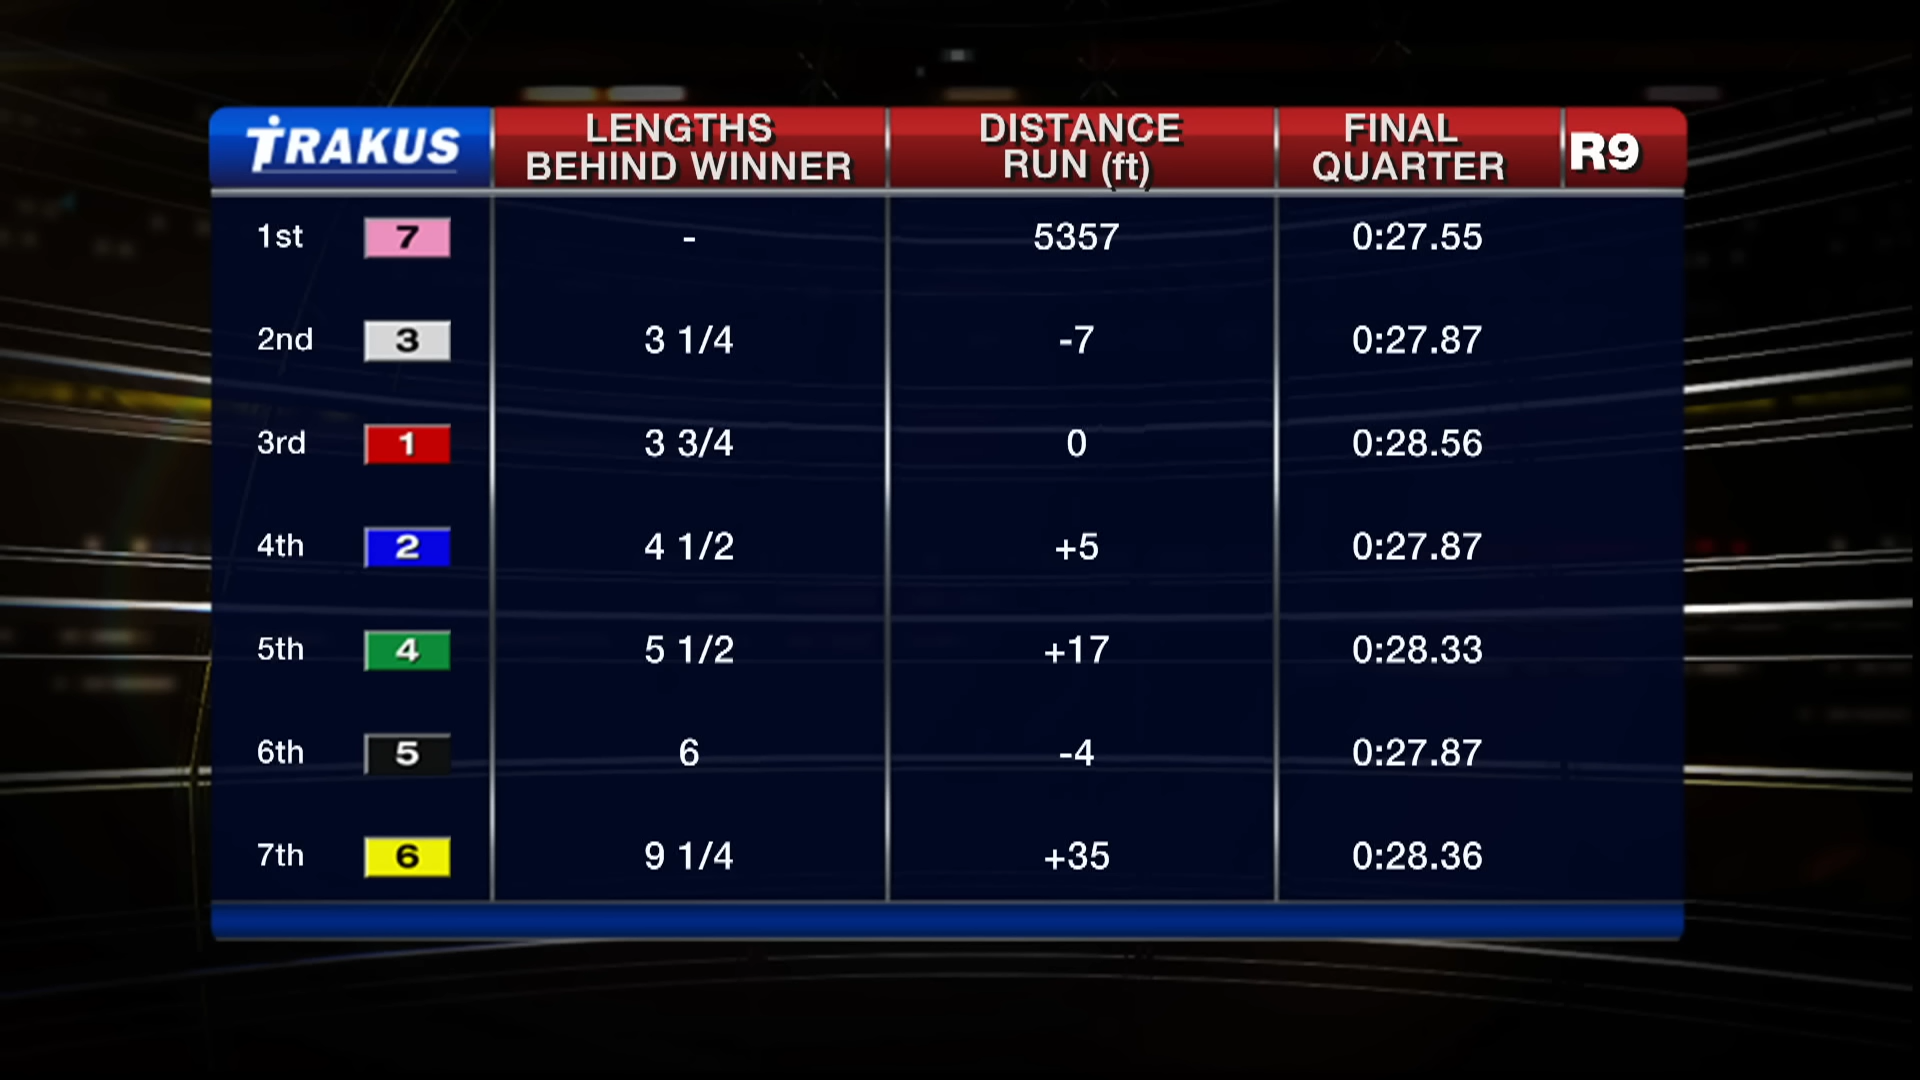 TRAKUS
LENGTHS BEHIND WINNER
DISTANCE RUN (ft)
FINAL QUARTER
R9
1st 7 - 5357 0:27.55
2nd 3 3 1/4 -7 0:27.87
3rd 1 3 3/4 0 0:28.56
4th 2 4 1/2 +5 0:27.87
5th 4 5 1/2 +17 0:28.33
6th 5 6 -4 0:27.87
7th 6 9 1/4 +35 0:28.36